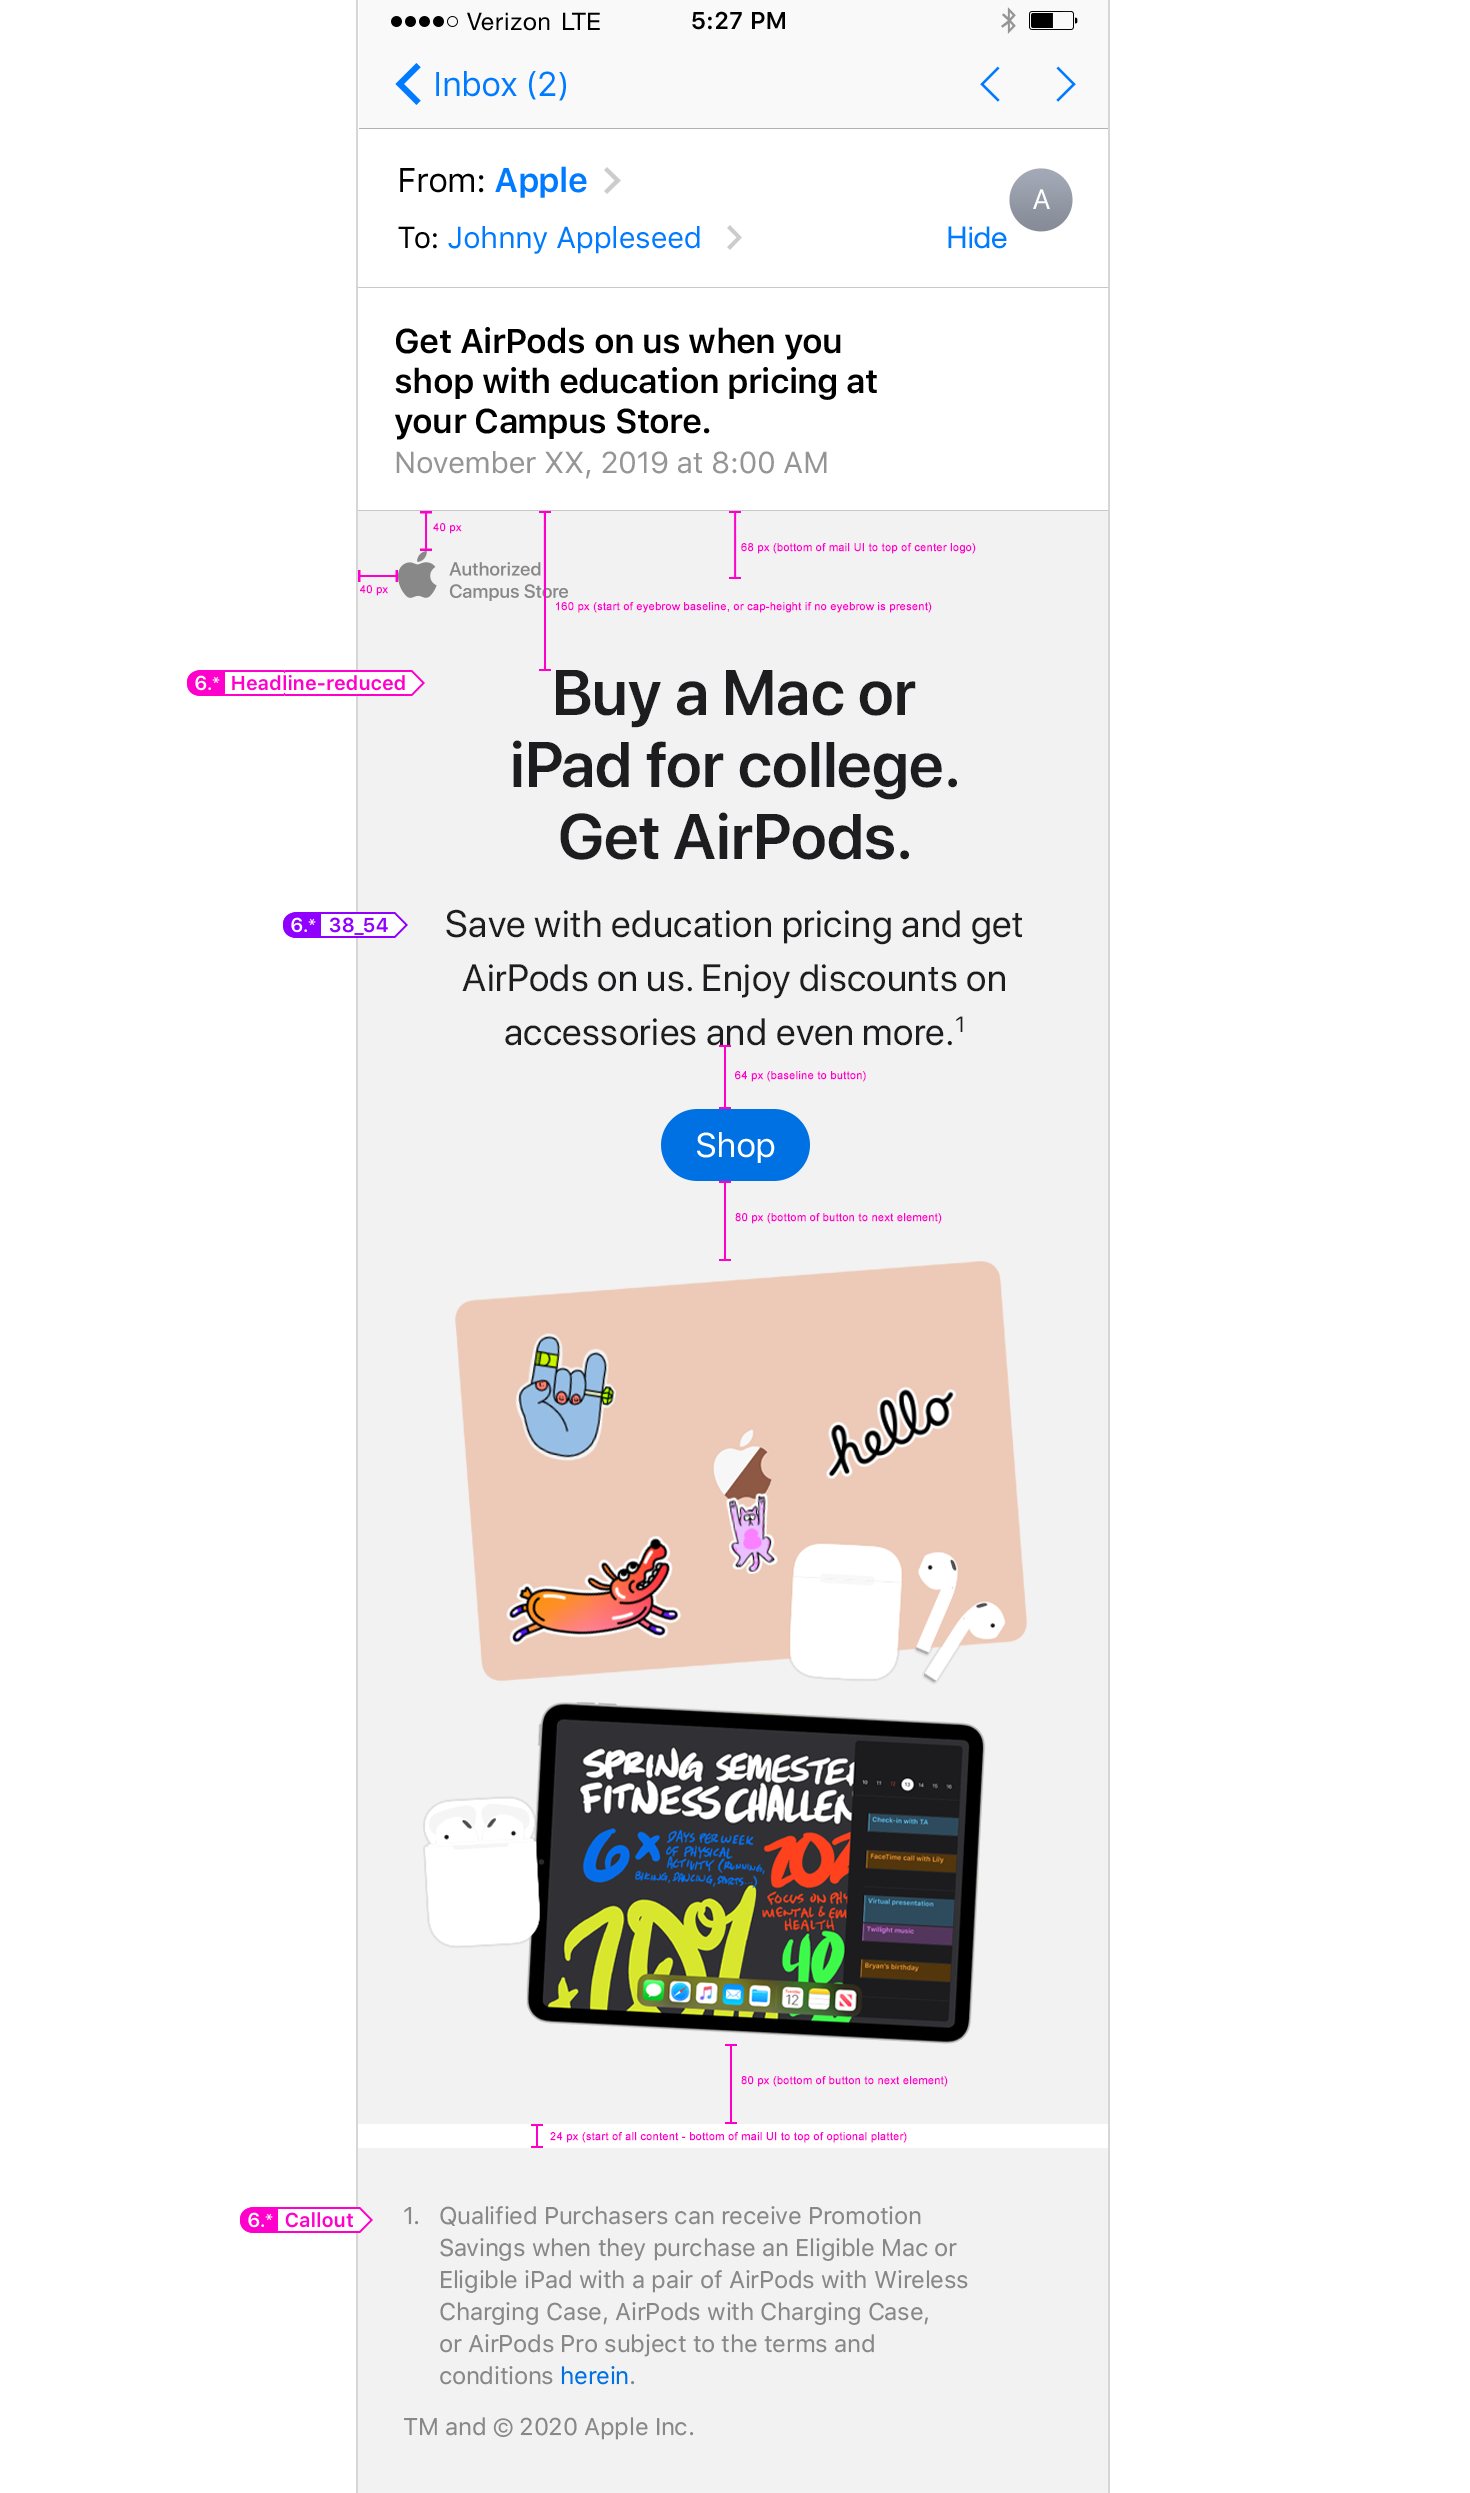 Verizon LTE 5:27 PM
Inbox (2)
From: Apple
A
To: Johnny Appleseed Hide
Get AirPods on us when you
shop with education pricing at
your Campus Store.
November XX, 2019 at 8:00 AM
40 px
68 px (bottom of mail UI to top of center logo)
Authorized
Campus Store
40 px
160 px (start of eyebrow baseline, or cap-height if no eyebrow is present)
6.* Headline-reduced
Buy a Mac or
iPad for college.
Get AirPods.
6.* 38_54
Save with education pricing and get
AirPods on us. Enjoy discounts on
accessories and even more.1
64 px (baseline to button)
Shop
80 px (bottom of button to next element)
hello
SPRING SEMESTER
FITNESS CHALLEN
10 11 12 13 14 15 16
Check-in with TA
6x DAYS PER WEEK
OF PHYSICAL
ACTIVITY (RUNNING,
BIKING, DANCING, DARTS...)
202
FaceTime call with Lily
FOCUS ON PHY
MENTAL & EM
HEALTH
Virtual presentation
Twilight music
40
Bryan's birthday
12
80 px (bottom of button to next element)
24 px (start of all content - bottom of mail UI to top of optional platter)
6.* Callout
1. Qualified Purchasers can receive Promotion
Savings when they purchase an Eligible Mac or
Eligible iPad with a pair of AirPods with Wireless
Charging Case, AirPods with Charging Case,
or AirPods Pro subject to the terms and
conditions herein.
TM and © 2020 Apple Inc.